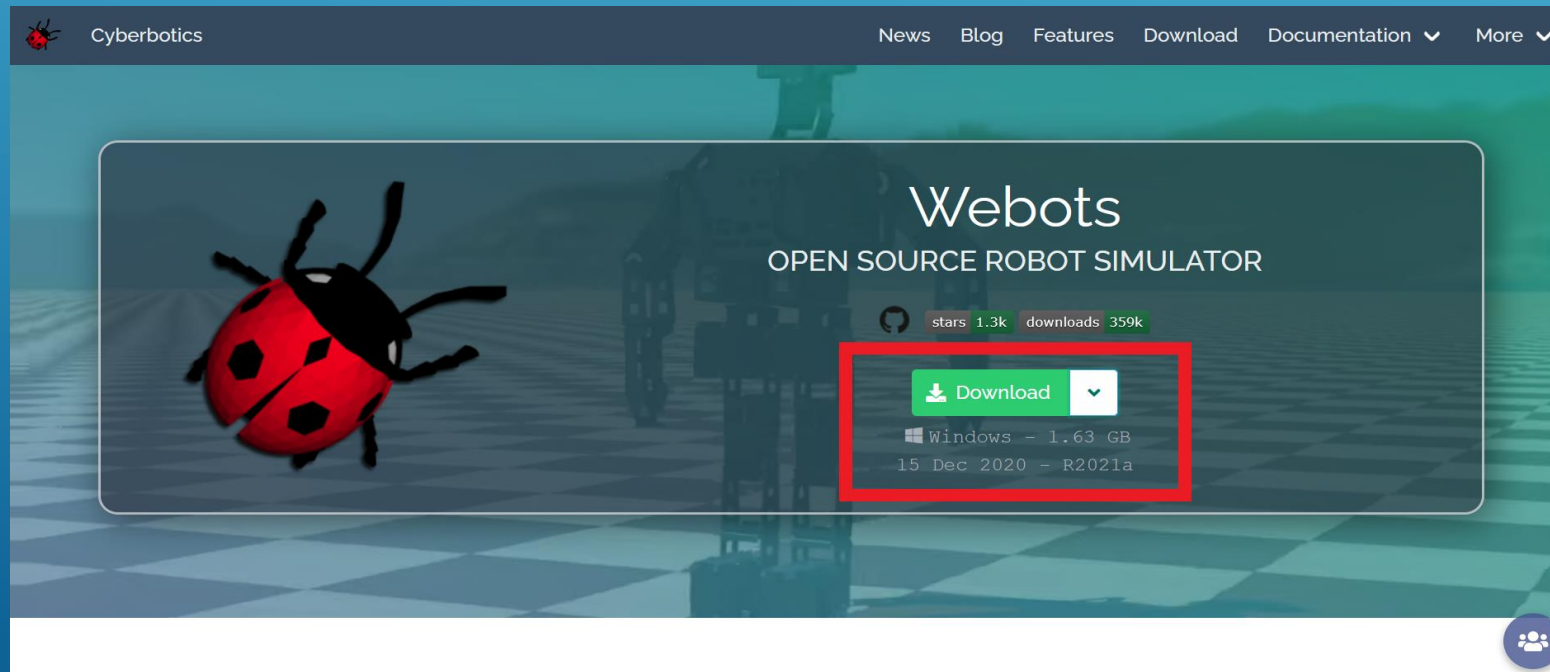 Cyberbotics
News Blog Features Download Documentation More
Webots
OPEN SOURCE ROBOT SIMULATOR
stars 1.3k downloads 359k
Download
Windows – 1.63 GB
15 Dec 2020 – R2021a